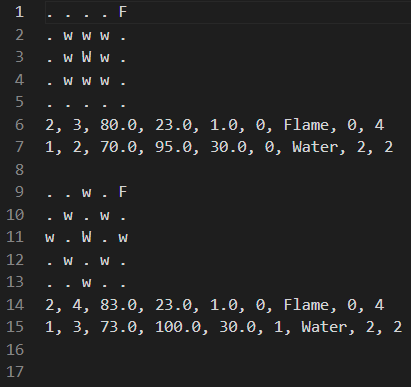 1 . . . . F
2 . w w w .
3 . w W w .
4 . w w w .
5 . . . . .
6 2, 3, 80.0, 23.0, 1.0, 0, Flame, 0, 4
7 1, 2, 70.0, 95.0, 30.0, 0, Water, 2, 2
8
9 . . w . F
10 . w . w .
11 w . W . w
12 . w . w .
13 . . w . .
14 2, 4, 83.0, 23.0, 1.0, 0, Flame, 0, 4
15 1, 3, 73.0, 100.0, 30.0, 1, Water, 2, 2
16
17